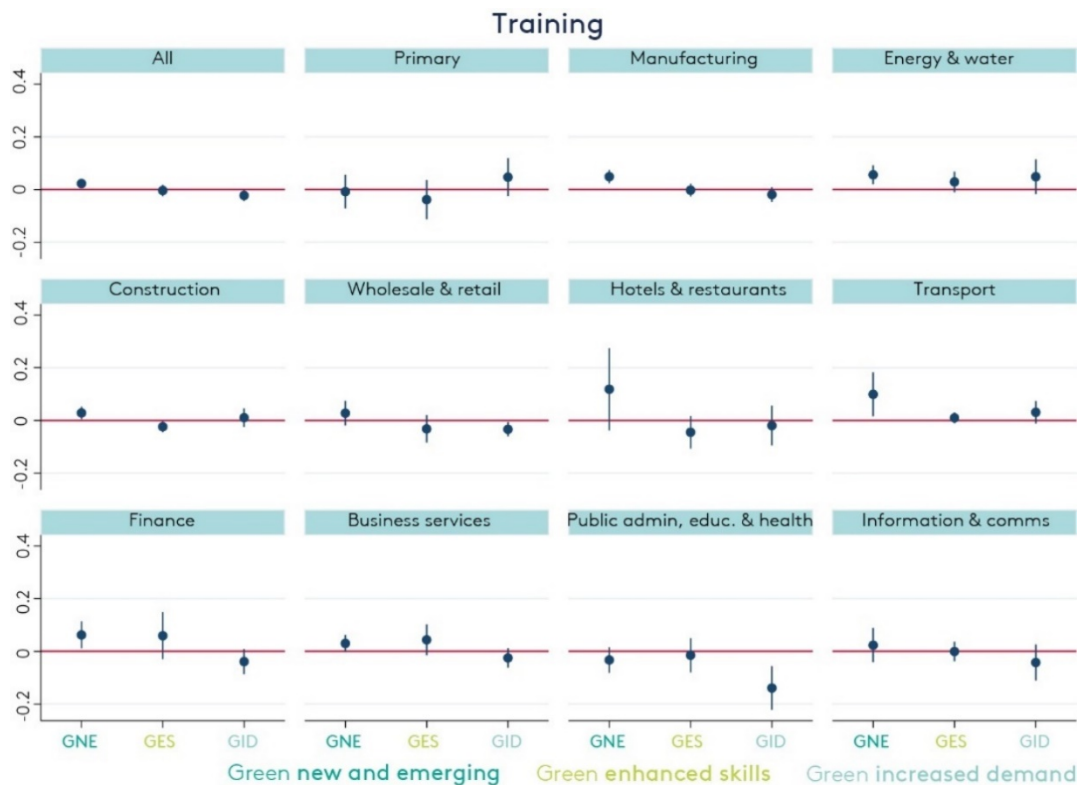 Training
All Primary Manufacturing Energy & water
0.4
0.2
0
-0.2
Construction Wholesale & retail Hotels & restaurants Transport
0.4
0.2
0
-0.2
Finance Business services Public admin, educ. & health Information & comms
0.4
0.2
0
-0.2
GNE GES GID GNE GES GID GNE GES GID GNE GES GID
Green new and emerging Green enhanced skills Green increased demand